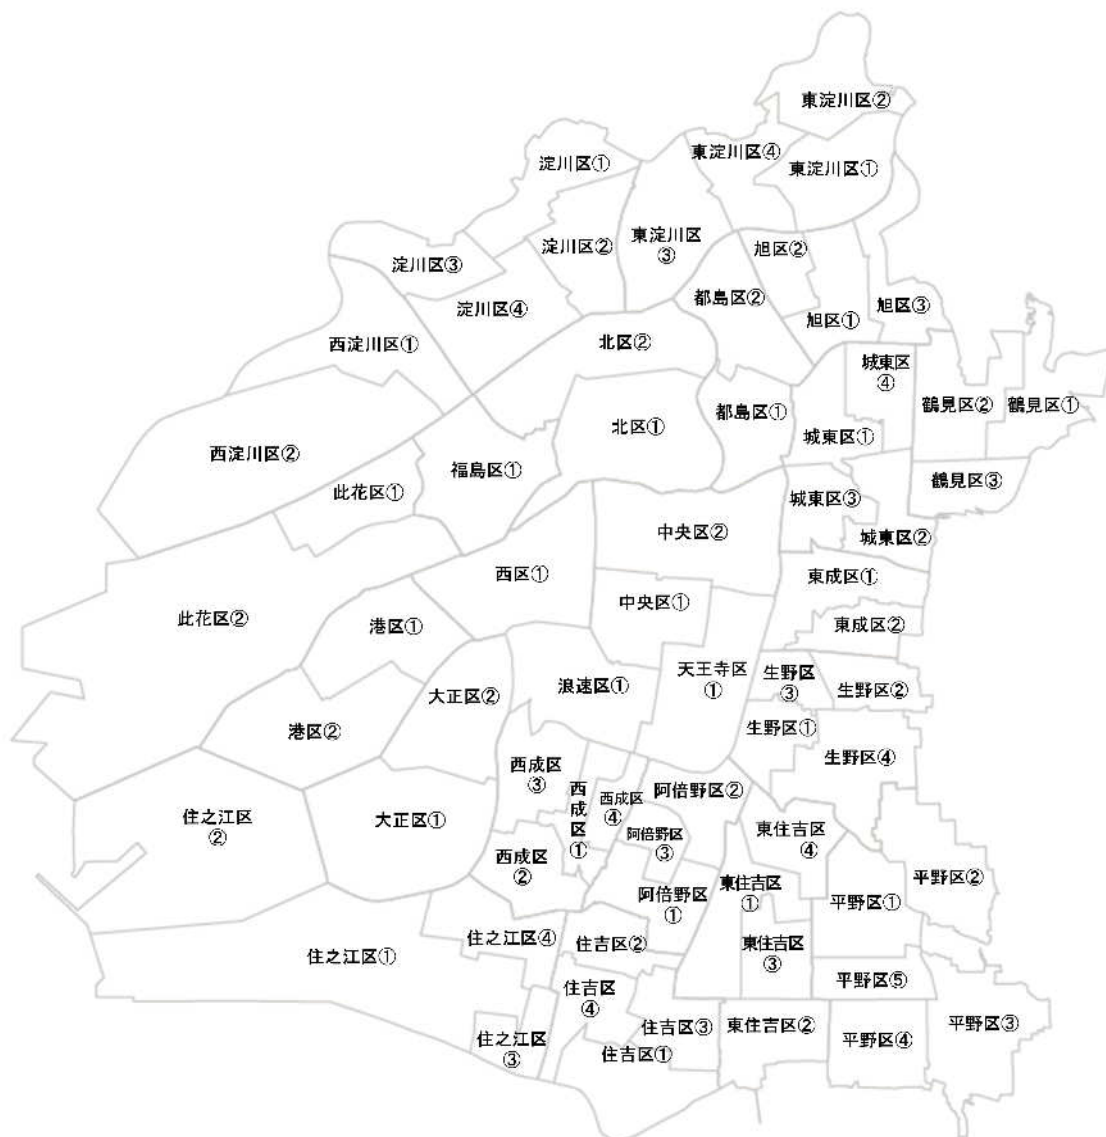 東淀川区②
東淀川区④
淀川区①
東淀川区①
淀川区②
東淀川区
③
旭区②
淀川区③
都島区②
旭区③
淀川区④
旭区①
西淀川区①
北区②
城東区
④
鶴見区②
鶴見区①
都島区①
北区①
城東区①
西淀川区②
福島区①
此花区①
鶴見区③
城東区③
中央区②
城東区②
西区①
東成区①
中央区①
此花区②
港区①
東成区②
天王寺区
①
生野区
③
浪速区①
大正区②
生野区②
港区②
生野区①
生野区④
西成区
③
西成区①
西成区
④
阿倍野区②
住之江区
②
大正区①
阿倍野区
③
東住吉区
④
西成区
②
平野区②
東住吉区
①
阿倍野区
①
平野区①
住之江区④
住吉区②
東住吉区
③
住之江区①
平野区⑤
住吉区
④
住吉区③
東住吉区②
平野区③
住之江区
③
平野区④
住吉区①